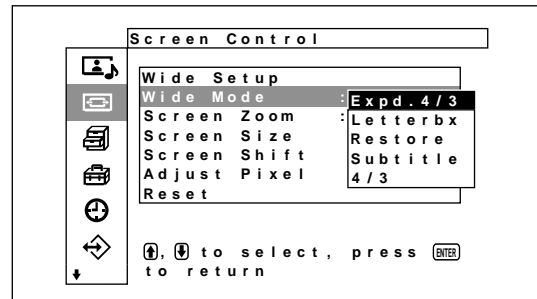 Screen Control
Wide Setup
Wide Mode :
Expd.4/3
Screen Zoom :
Letterbx
Screen Size
Restore
Screen Shift
Subtitle
Adjust Pixel
4/3
Reset
, to select, press ENTER
to return